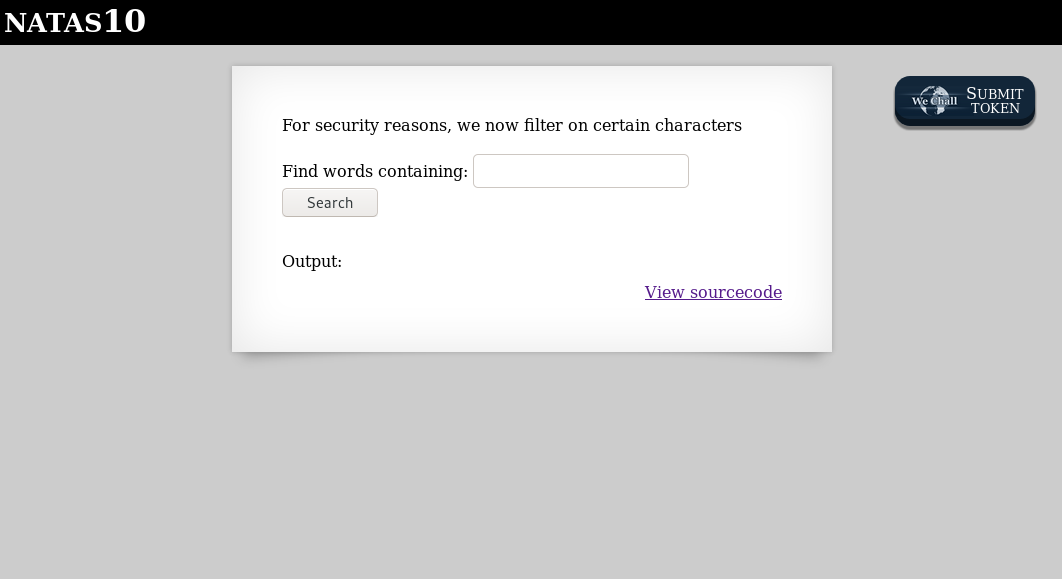 NATAS10
We Chall
SUBMIT
TOKEN
For security reasons, we now filter on certain characters
Find words containing:
Search
Output:
View sourcecode